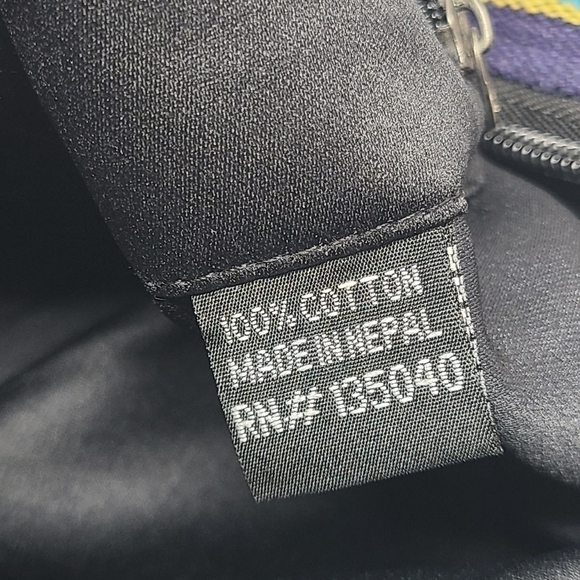 100% COTTON
MADE IN NEPAL
RN# 135040